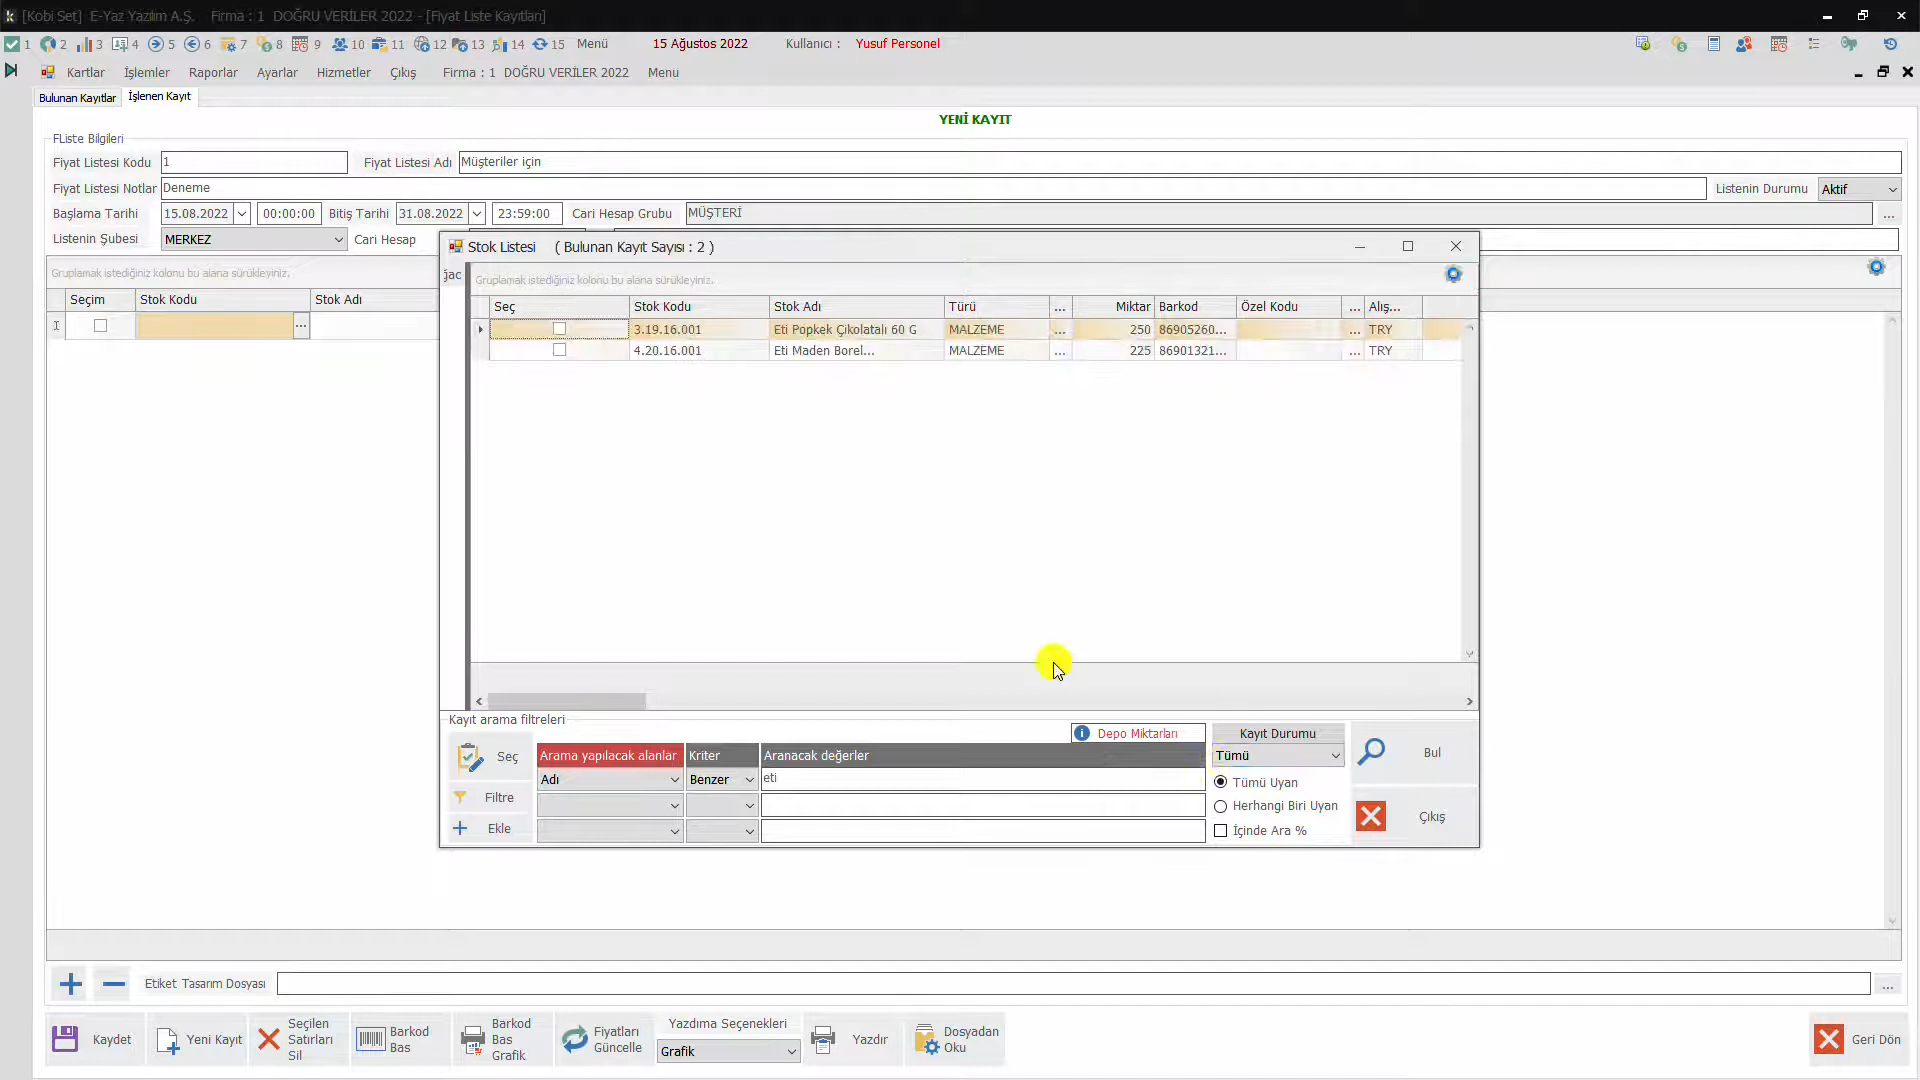 [Kobi Set] E-Yaz Yazılım A.Ş. Firma : 1 DOĞRU VERİLER 2022 - [Fiyat Liste Kayıtları]
1 2 3 4 5 6 7 8 9 10 11 12 13 14 15 Menü 15 Ağustos 2022 Kullanıcı : Yusuf Personel
Kartlar İşlemler Raporlar Ayarlar Hizmetler Çıkış Firma : 1 DOĞRU VERİLER 2022 Menu
Bulunan Kayıtlar İşlenen Kayıt
YENİ KAYIT
FListe Bilgileri
Fiyat Listesi Kodu 1 Fiyat Listesi Adı Müşteriler için
Fiyat Listesi Notlar Deneme Listenin Durumu Aktif
Başlama Tarihi 15.08.2022 00:00:00 Bitiş Tarihi 31.08.2022 23:59:00 Cari Hesap Grubu MÜŞTERİ ...
Listenin Şubesi MERKEZ Cari Hesap
Gruplamak istediğiniz kolonu bu alana sürükleyiniz.
Seçim Stok Kodu Stok Adı
...
Stok Listesi ( Bulunan Kayıt Sayısı : 2 )
ğac Gruplamak istediğiniz kolonu bu alana sürükleyiniz.
Seç Stok Kodu Stok Adı Türü ... Miktar Barkod Özel Kodu ... Alış...
3.19.16.001 Eti Popkek Çikolatalı 60 G MALZEME ... 250 86905260... ... TRY
4.20.16.001 Eti Maden Borel... MALZEME ... 225 86901321... ... TRY
Kayıt arama filtreleri
Depo Miktarları Kayıt Durumu
Seç Arama yapılacak alanlar Kriter Aranacak değerler Tümü Bul
Adı Benzer eti Tümü Uyan
Filtre Herhangi Biri Uyan
Ekle İçinde Ara % Çıkış
Etiket Tasarım Dosyası ...
Kaydet Yeni Kayıt Seçilen Satırları Sil Barkod Bas Barkod Bas Grafik Fiyatları Güncelle Yazdıma Seçenekleri Grafik Yazdır Dosyadan Oku Geri Dön